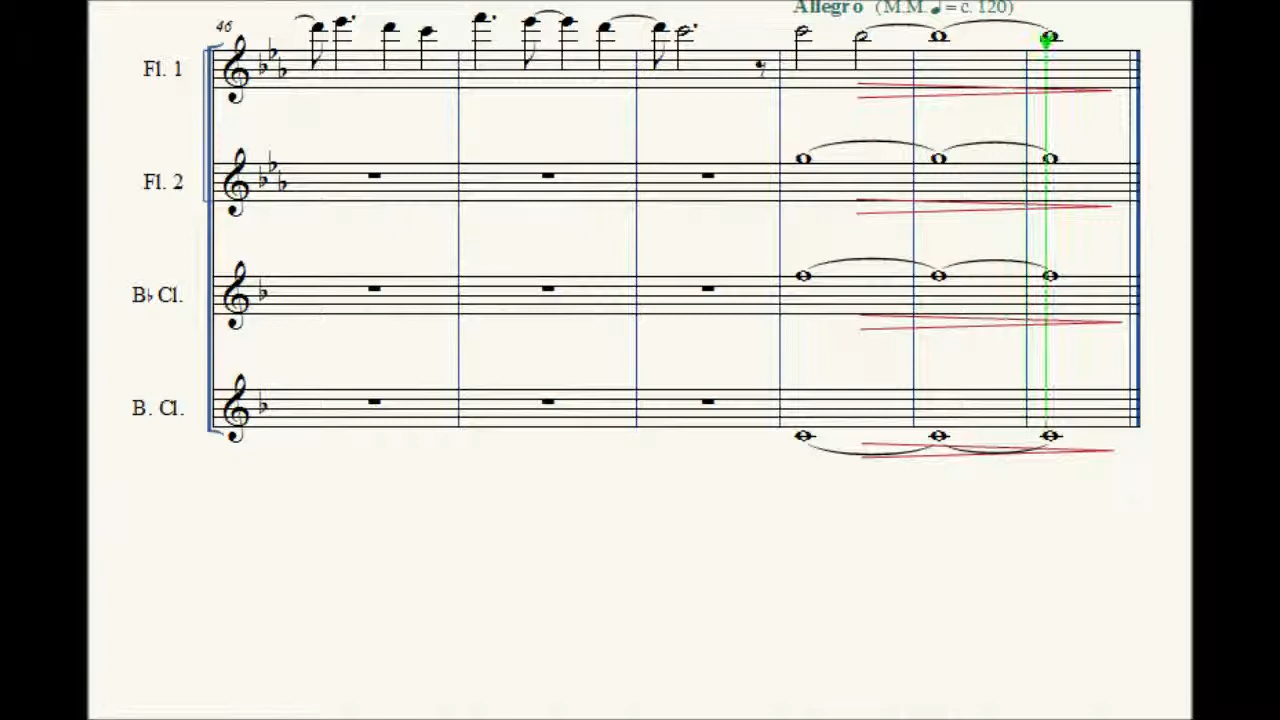 Allegro (M.M. ♩ = c. 120)
46
Fl. 1
Fl. 2
B♭ Cl.
B. Cl.